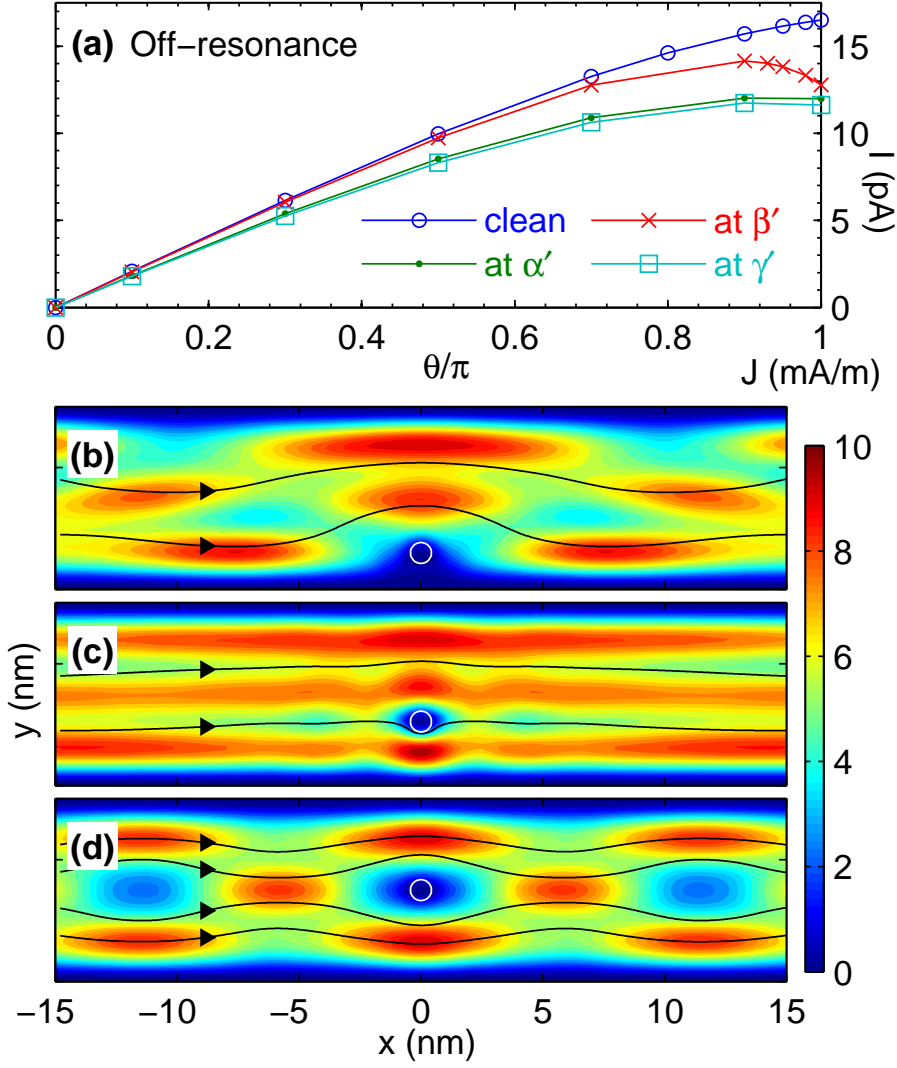 (a) Off−resonance
15
10
5
0
I (pA)
clean
at β′
at α′
at γ′
0 0.2 0.4 0.6 0.8 1
θ/π
J (mA/m)
(b)
(c)
(d)
y (nm)
10
8
6
4
2
0
−15 −10 −5 0 5 10 15
x (nm)